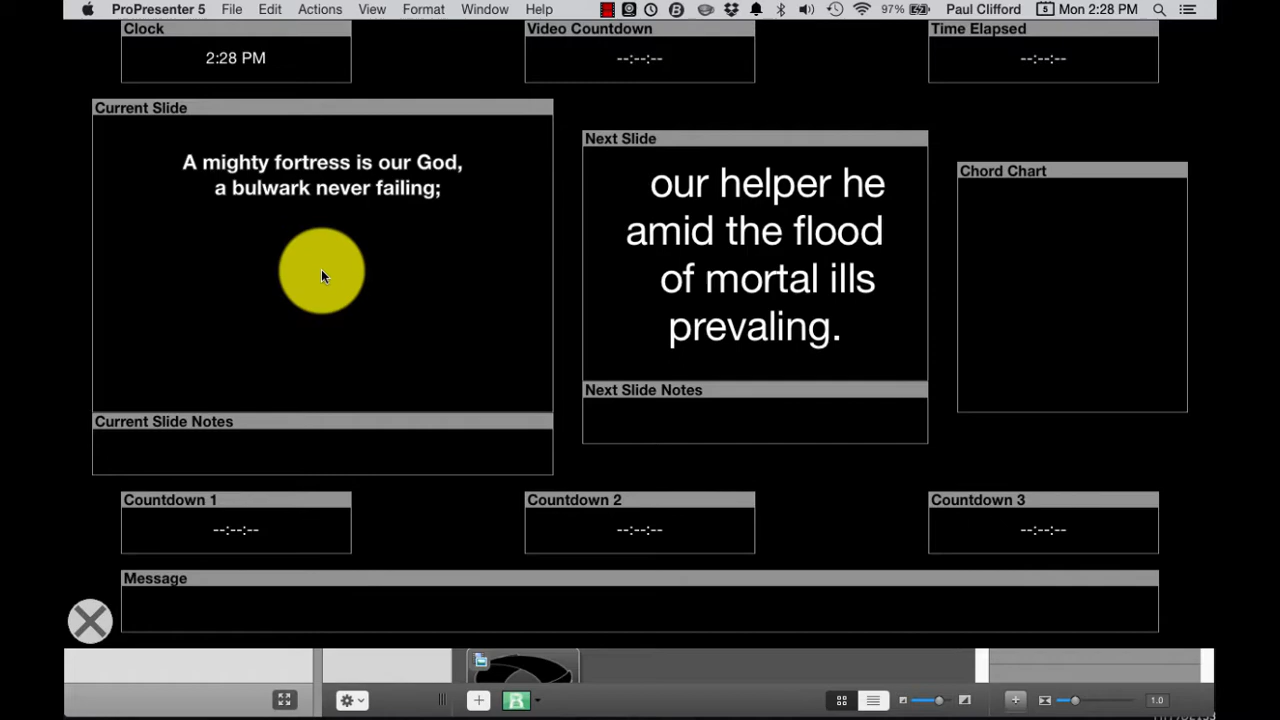 ProPresenter 5 File Edit Actions View Format Window Help 97% Paul Clifford 5 Mon 2:28 PM
Clock
2:28 PM
Video Countdown
--:--:--
Time Elapsed
--:--:--
Current Slide
A mighty fortress is our God,
a bulwark never failing;
Next Slide
our helper he
amid the flood
of mortal ills
prevaling.
Chord Chart
Current Slide Notes
Next Slide Notes
Countdown 1
--:--:--
Countdown 2
--:--:--
Countdown 3
--:--:--
Message
1.0